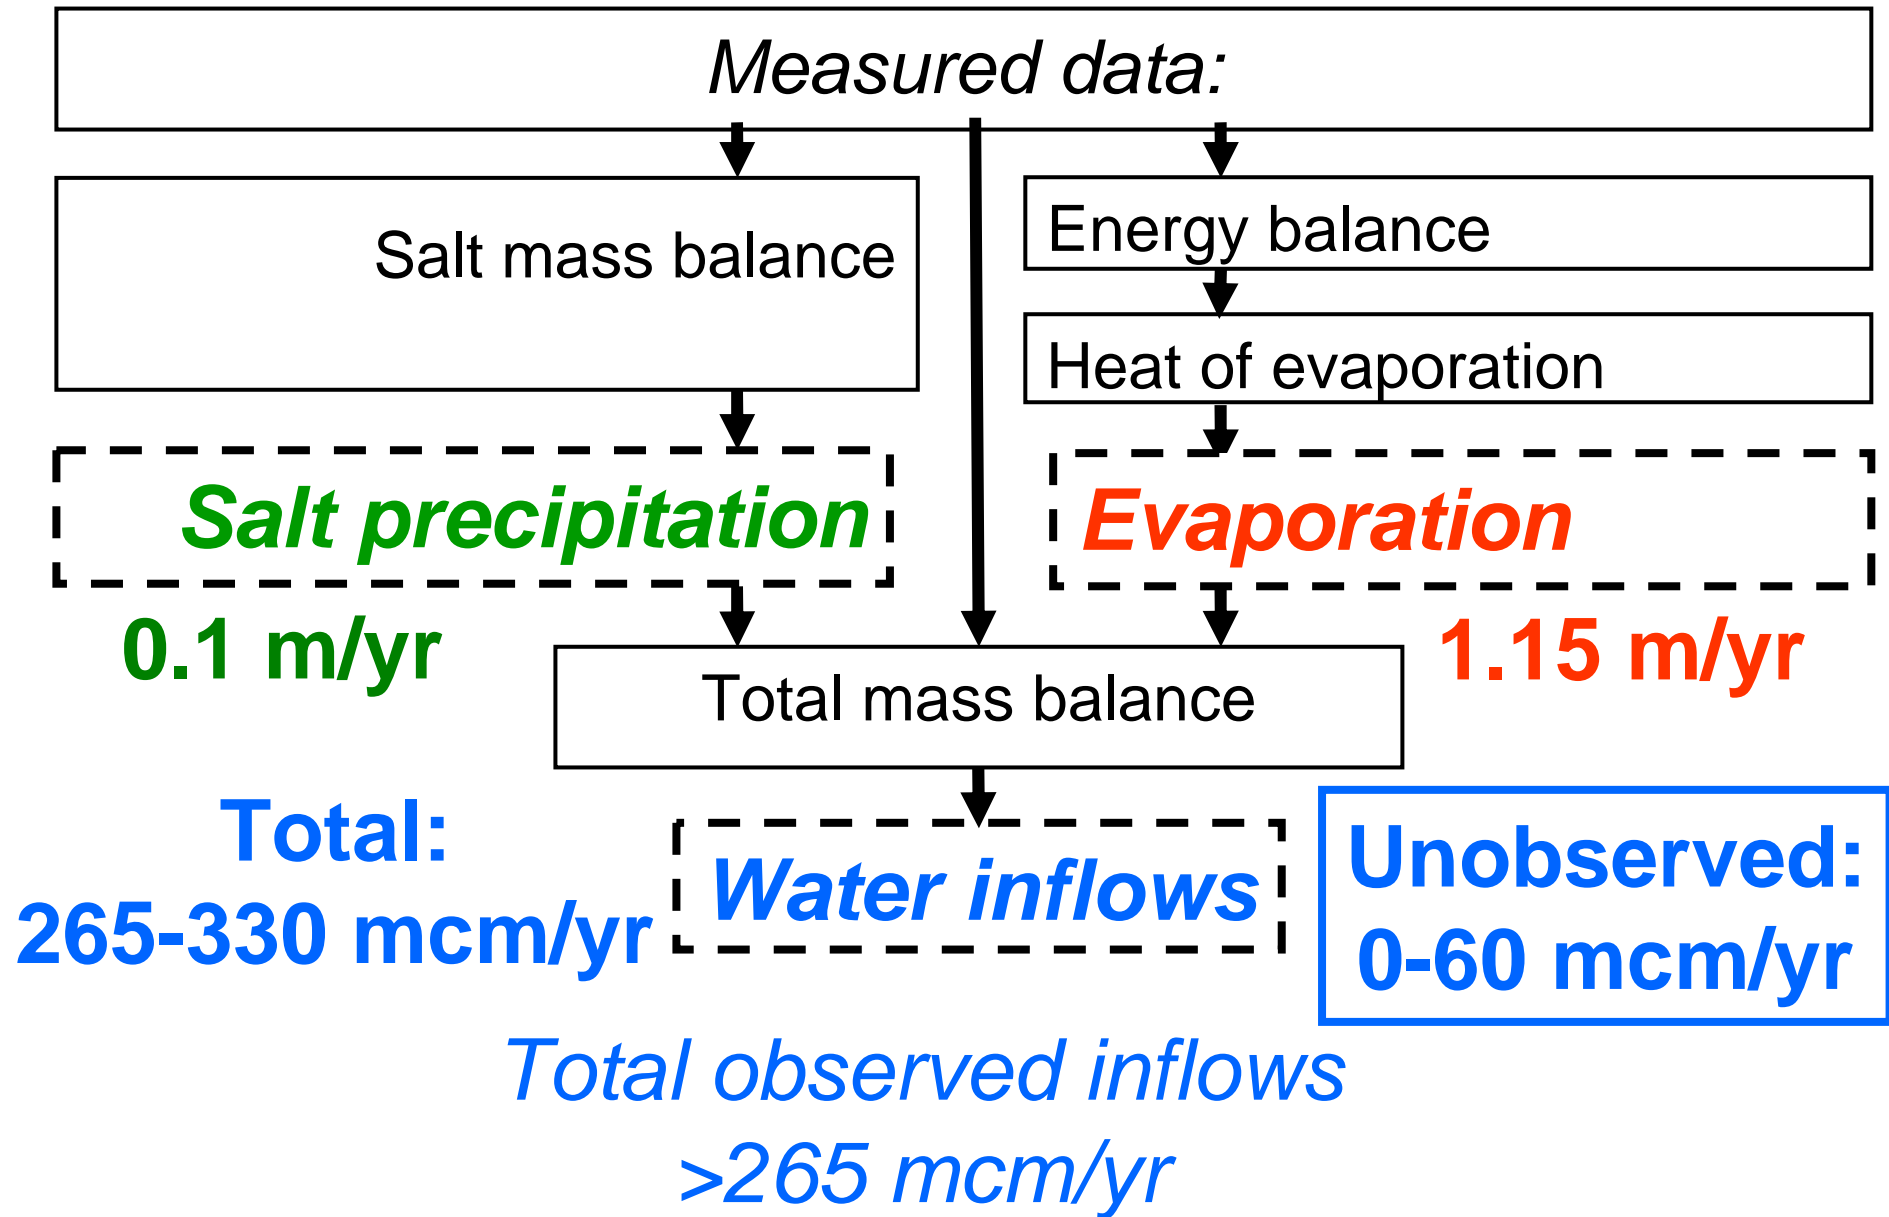 Measured data:
Salt mass balance
Energy balance
Heat of evaporation
Salt precipitation
Evaporation
0.1 m/yr
1.15 m/yr
Total mass balance
Total:
265-330 mcm/yr
Water inflows
Unobserved:
0-60 mcm/yr
Total observed inflows
>265 mcm/yr